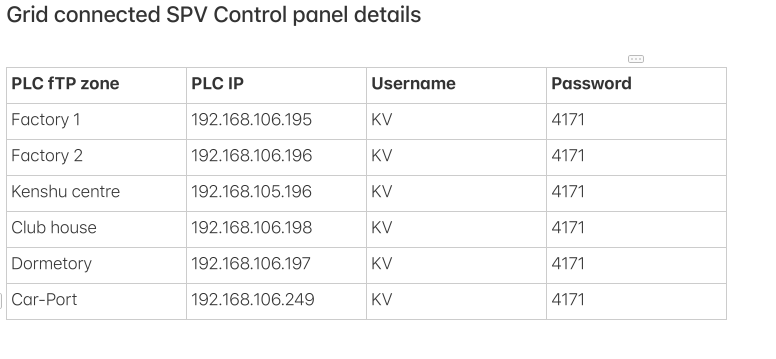 Grid connected SPV Control panel details
PLC fTP zone PLC IP Username Password
Factory 1 192.168.106.195 KV 4171
Factory 2 192.168.106.196 KV 4171
Kenshu centre 192.168.105.196 KV 4171
Club house 192.168.106.198 KV 4171
Dormetory 192.168.106.197 KV 4171
Car-Port 192.168.106.249 KV 4171